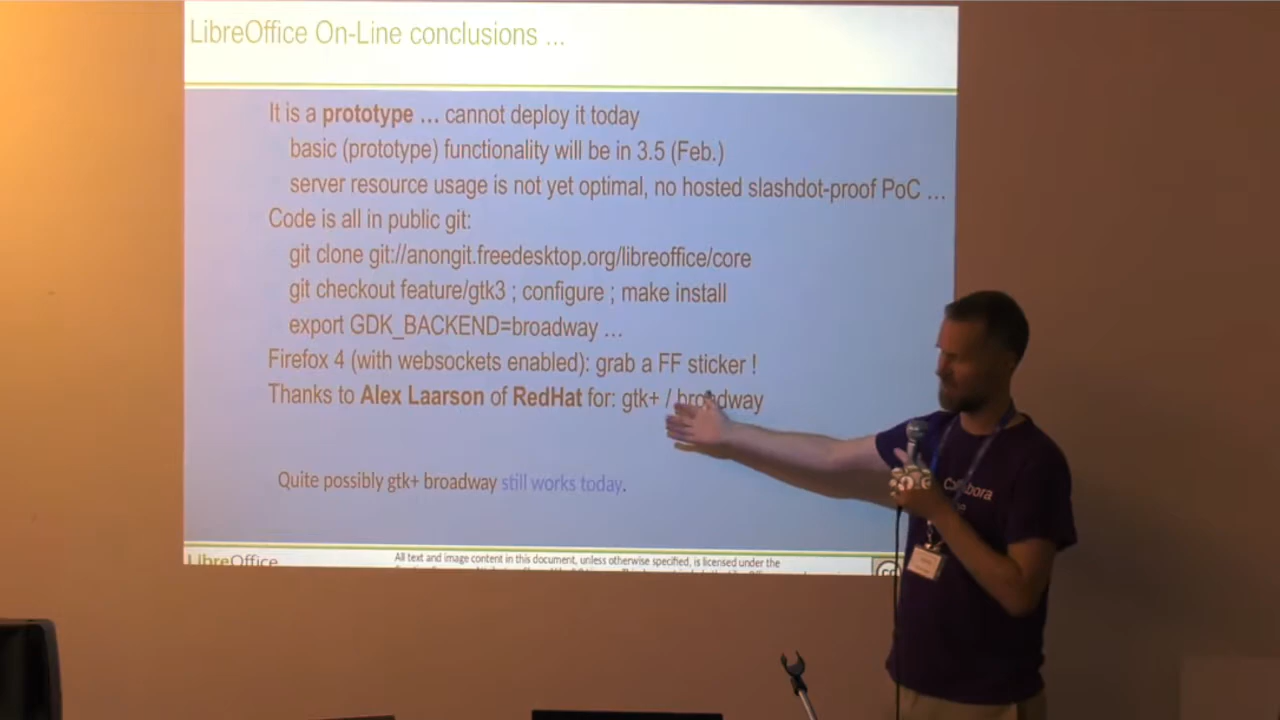 LibreOffice On-Line conclusions ...
It is a prototype ... cannot deploy it today
basic (prototype) functionality will be in 3.5 (Feb.)
server resource usage is not yet optimal, no hosted slashdot-proof PoC ...
Code is all in public git:
git clone git://anongit.freedesktop.org/libreoffice/core
git checkout feature/gtk3 ; configure ; make install
export GDK_BACKEND=broadway ...
Firefox 4 (with websockets enabled): grab a FF sticker !
Thanks to Alex Laarson of RedHat for: gtk+ / broadway
Quite possibly gtk+ broadway still works today.
LibreOffice
All text and image content in this document, unless otherwise specified, is licensed under the
Collabora